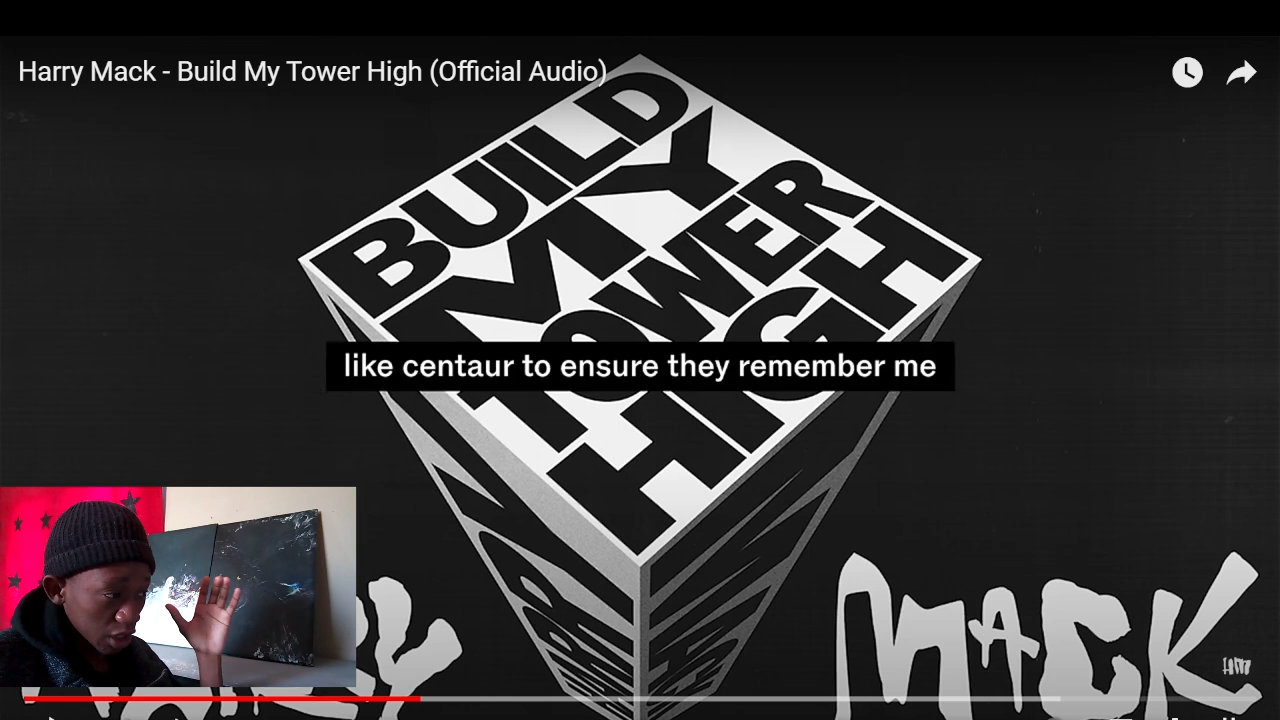 Harry Mack - Build My Tower High (Official Audio)
BUILD
MY
TOWER
HIGH
like centaur to ensure they remember me
MACK
HM